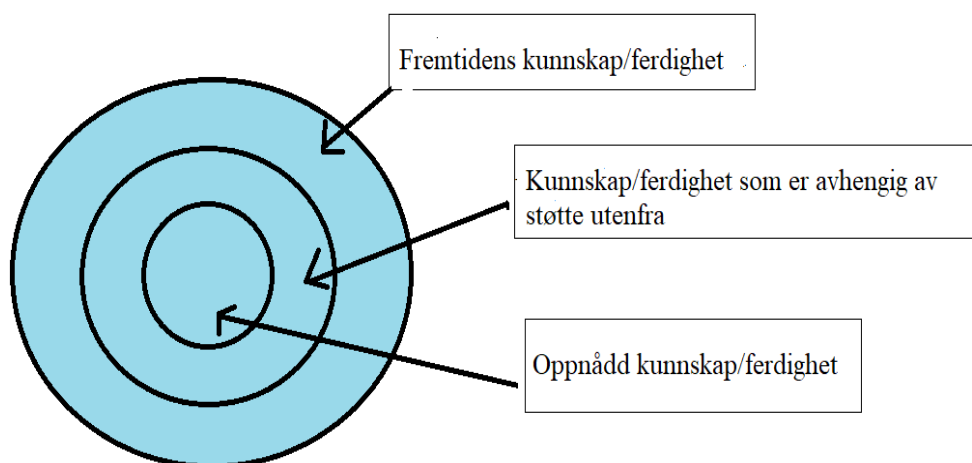 Fremtidens kunnskap/ferdighet
Kunnskap/ferdighet som er avhengig av
støtte utenfra
Oppnådd kunnskap/ferdighet